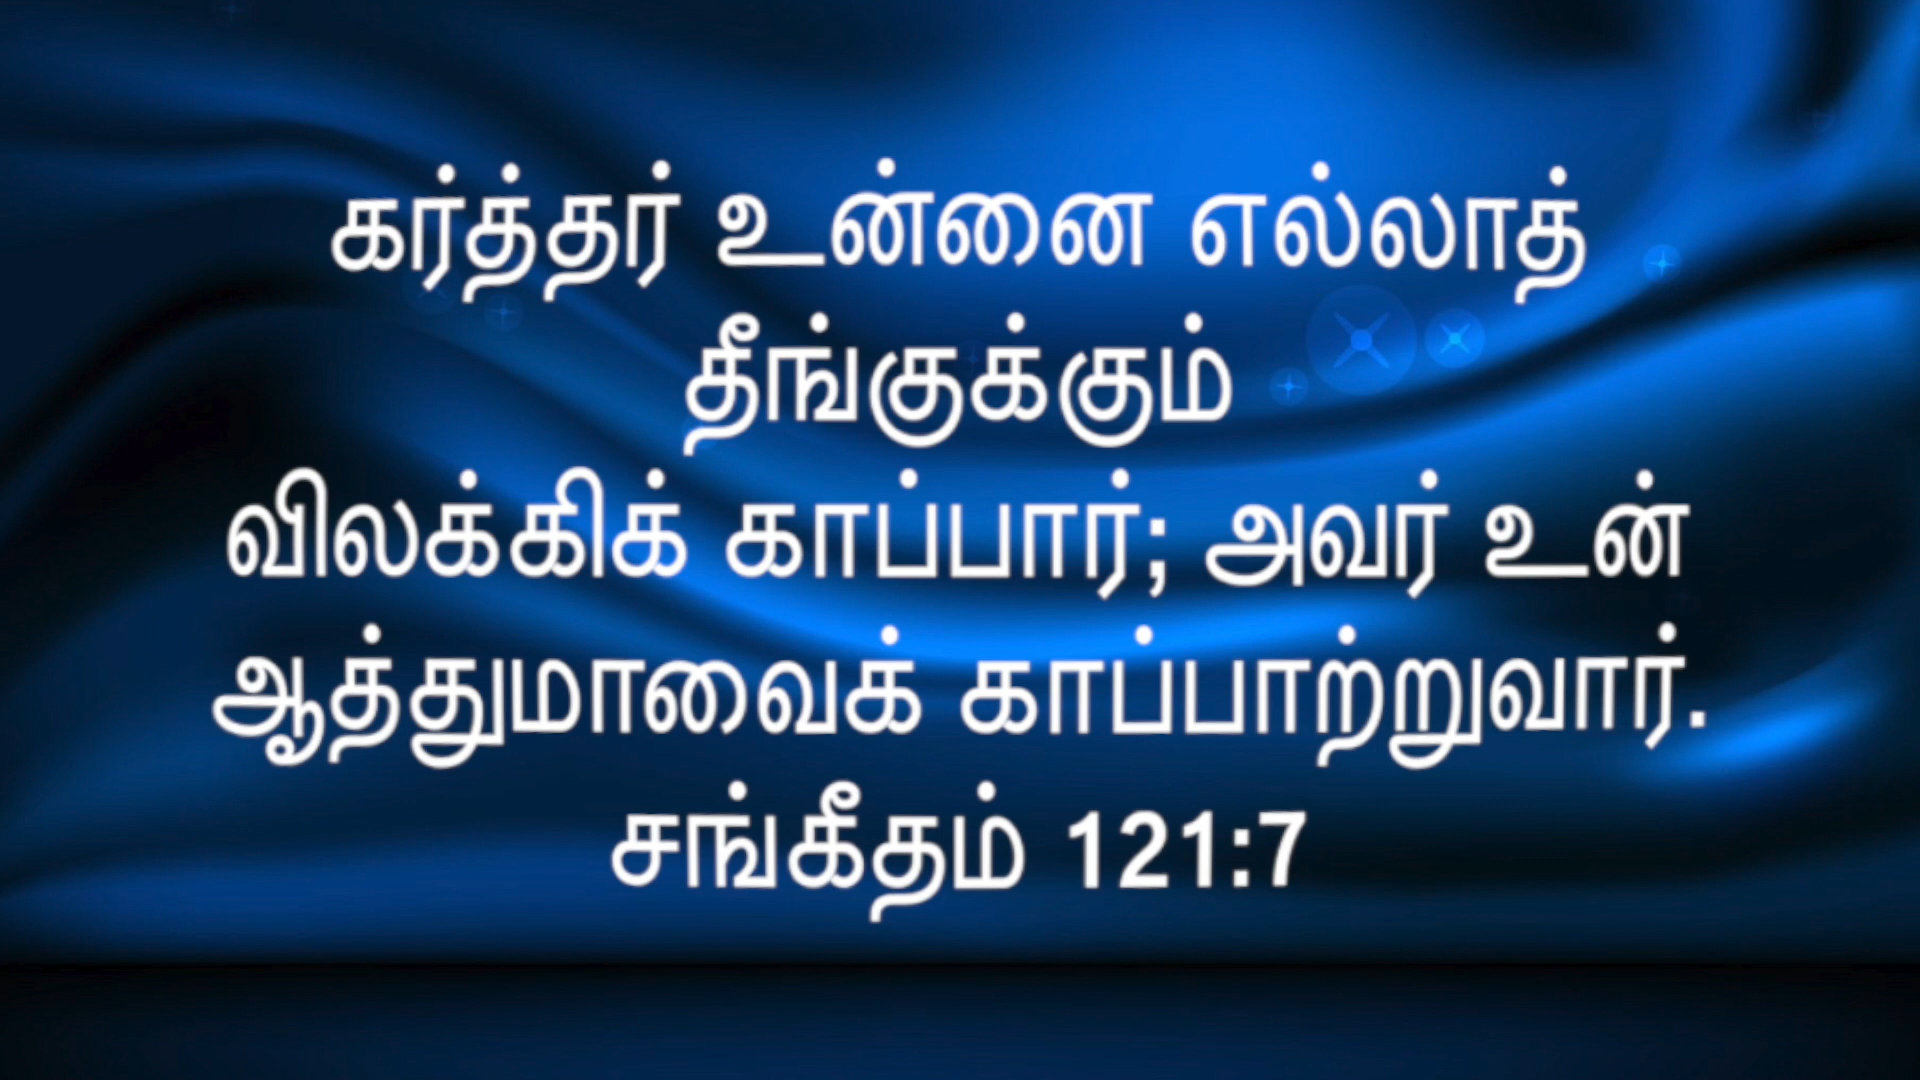 கர்த்தர் உன்னை எல்லாத்
தீங்குக்கும்
விலக்கிக் காப்பார்; அவர் உன்
ஆத்துமாவைக் காப்பாற்றுவார்.
சங்கீதம் 121:7